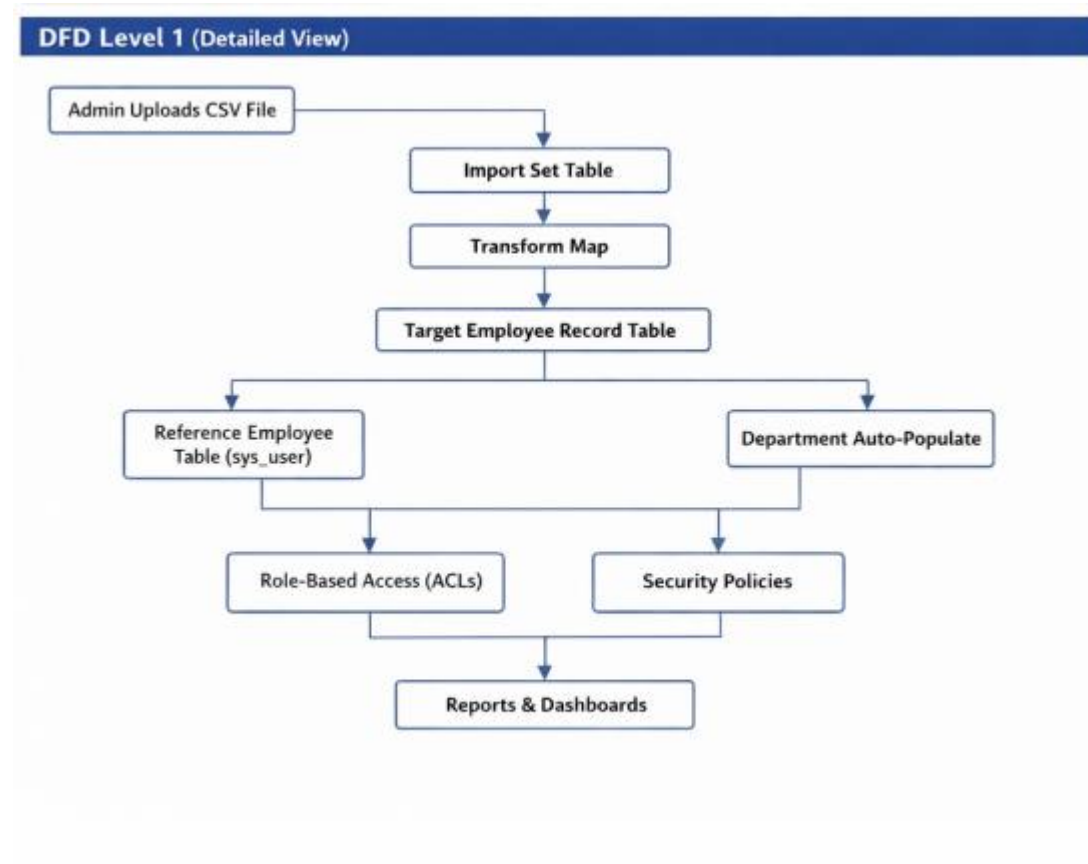 DFD Level 1 (Detailed View)
Admin Uploads CSV File
Import Set Table
Transform Map
Target Employee Record Table
Reference Employee
Table (sys_user)
Department Auto-Populate
Role-Based Access (ACLs)
Security Policies
Reports & Dashboards